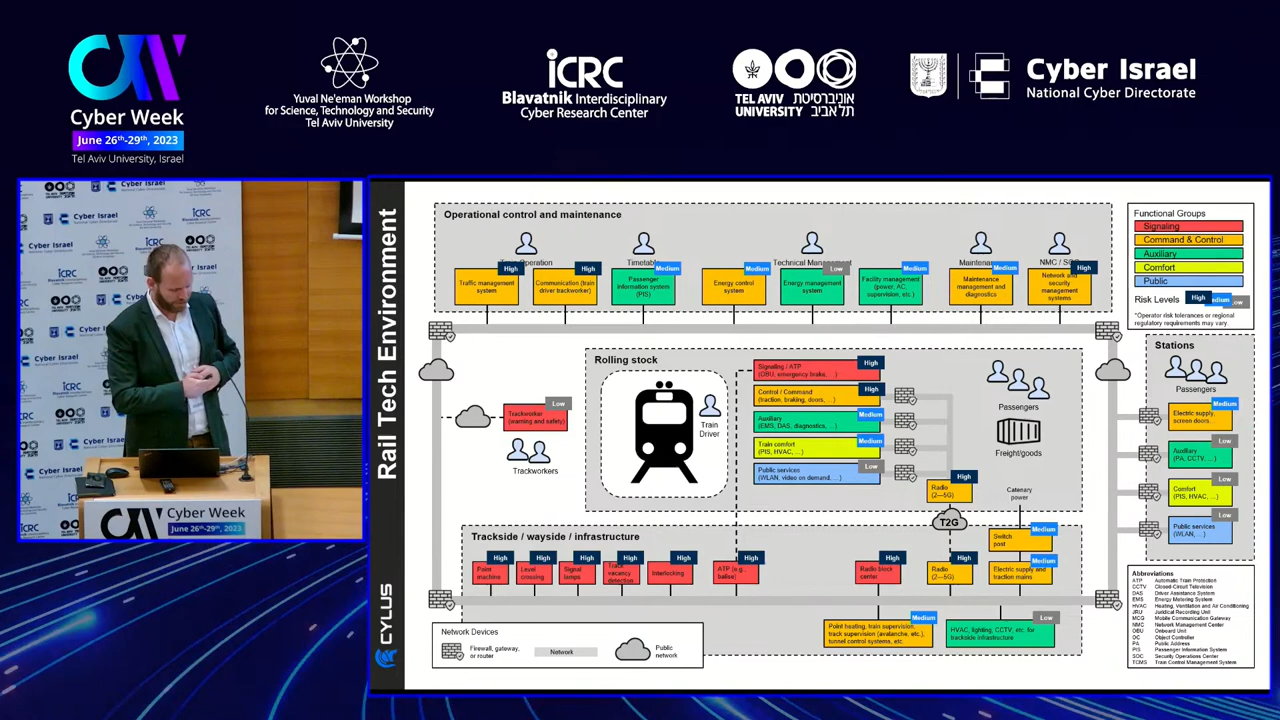 Cyber Week
June 26th-29th, 2023
Tel Aviv University, Israel
Yuval Ne'eman Workshop
for Science, Technology and Security
Tel Aviv University
iCRC
Blavatnik Interdisciplinary
Cyber Research Center
TEL AVIV אוניברסיטת
UNIVERSITY תל אביב
Cyber Israel
National Cyber Directorate
Cyber Week
June 26th-29th, 2023
Rail Tech Environment
CYLUS
Operational control and maintenance
Timetable
Technical Management
Maintenance
NMC / SOC
High
Traffic management
system
High
Communication (train
driver trackworker)
Medium
Passenger
Information system
(PIS)
Medium
Energy control
system
Low
Energy management
system
Medium
Facility management
(power, AC,
supervision, etc.)
Medium
Maintenance
management and
diagnostics
High
Network and
security management
systems
Functional Groups
Signaling
Command & Control
Auxiliary
Comfort
Public
Risk Levels
High
Medium
Low
*Operator risk tolerances or regional
regulatory requirements may vary.
Rolling stock
Train
Driver
High
Signaling / ATP
(OBU, emergency brake, ...)
High
Control / Command
(traction, braking, doors, ...)
Medium
Auxiliary
(EMS, DAS, diagnostics, ...)
Medium
Train comfort
(PIS, HVAC, ...)
Low
Public services
(WLAN, video on demand, ...)
Passengers
Freight/goods
High
Radio
(2—5G)
Catenary
power
T2G
Low
Trackworker
(warning and safety)
Trackworkers
Stations
Passengers
Medium
Electric supply,
screen doors, ...
Low
Auxiliary
(PA, CCTV, ...)
Low
Comfort
(PIS, HVAC, ...)
Low
Public services
(WLAN, ...)
Trackside / wayside / infrastructure
High
Point
machine
High
Level
crossing
High
Signal
lamps
High
Track
vacancy
detection
High
Interlocking
High
ATP (e.g.,
balise)
High
Radio block
center
High
Radio
(2—5G)
Medium
Switch
post
Medium
Electric supply and
traction mains
Medium
Point heating, train supervision,
track supervision (avalanche, etc.),
tunnel control systems, etc.
Low
HVAC, lighting, CCTV, etc. for
trackside infrastructure
Network Devices
Firewall, gateway,
or router
Network
Public
network
Abbreviations
ATP Automatic Train Protection
CCTV Closed-Circuit Television
DAS Driver Assistance System
EMS Energy Metering System
HVAC Heating, Ventilation and Air Conditioning
JRU Juridical Recording Unit
MCG Mobile Communication Gateway
NMC Network Management Center
OBU Onboard Unit
OC Object Controller
PA Public Address
PIS Passenger Information System
SOC Security Operations Center
TCMS Train Control Management System